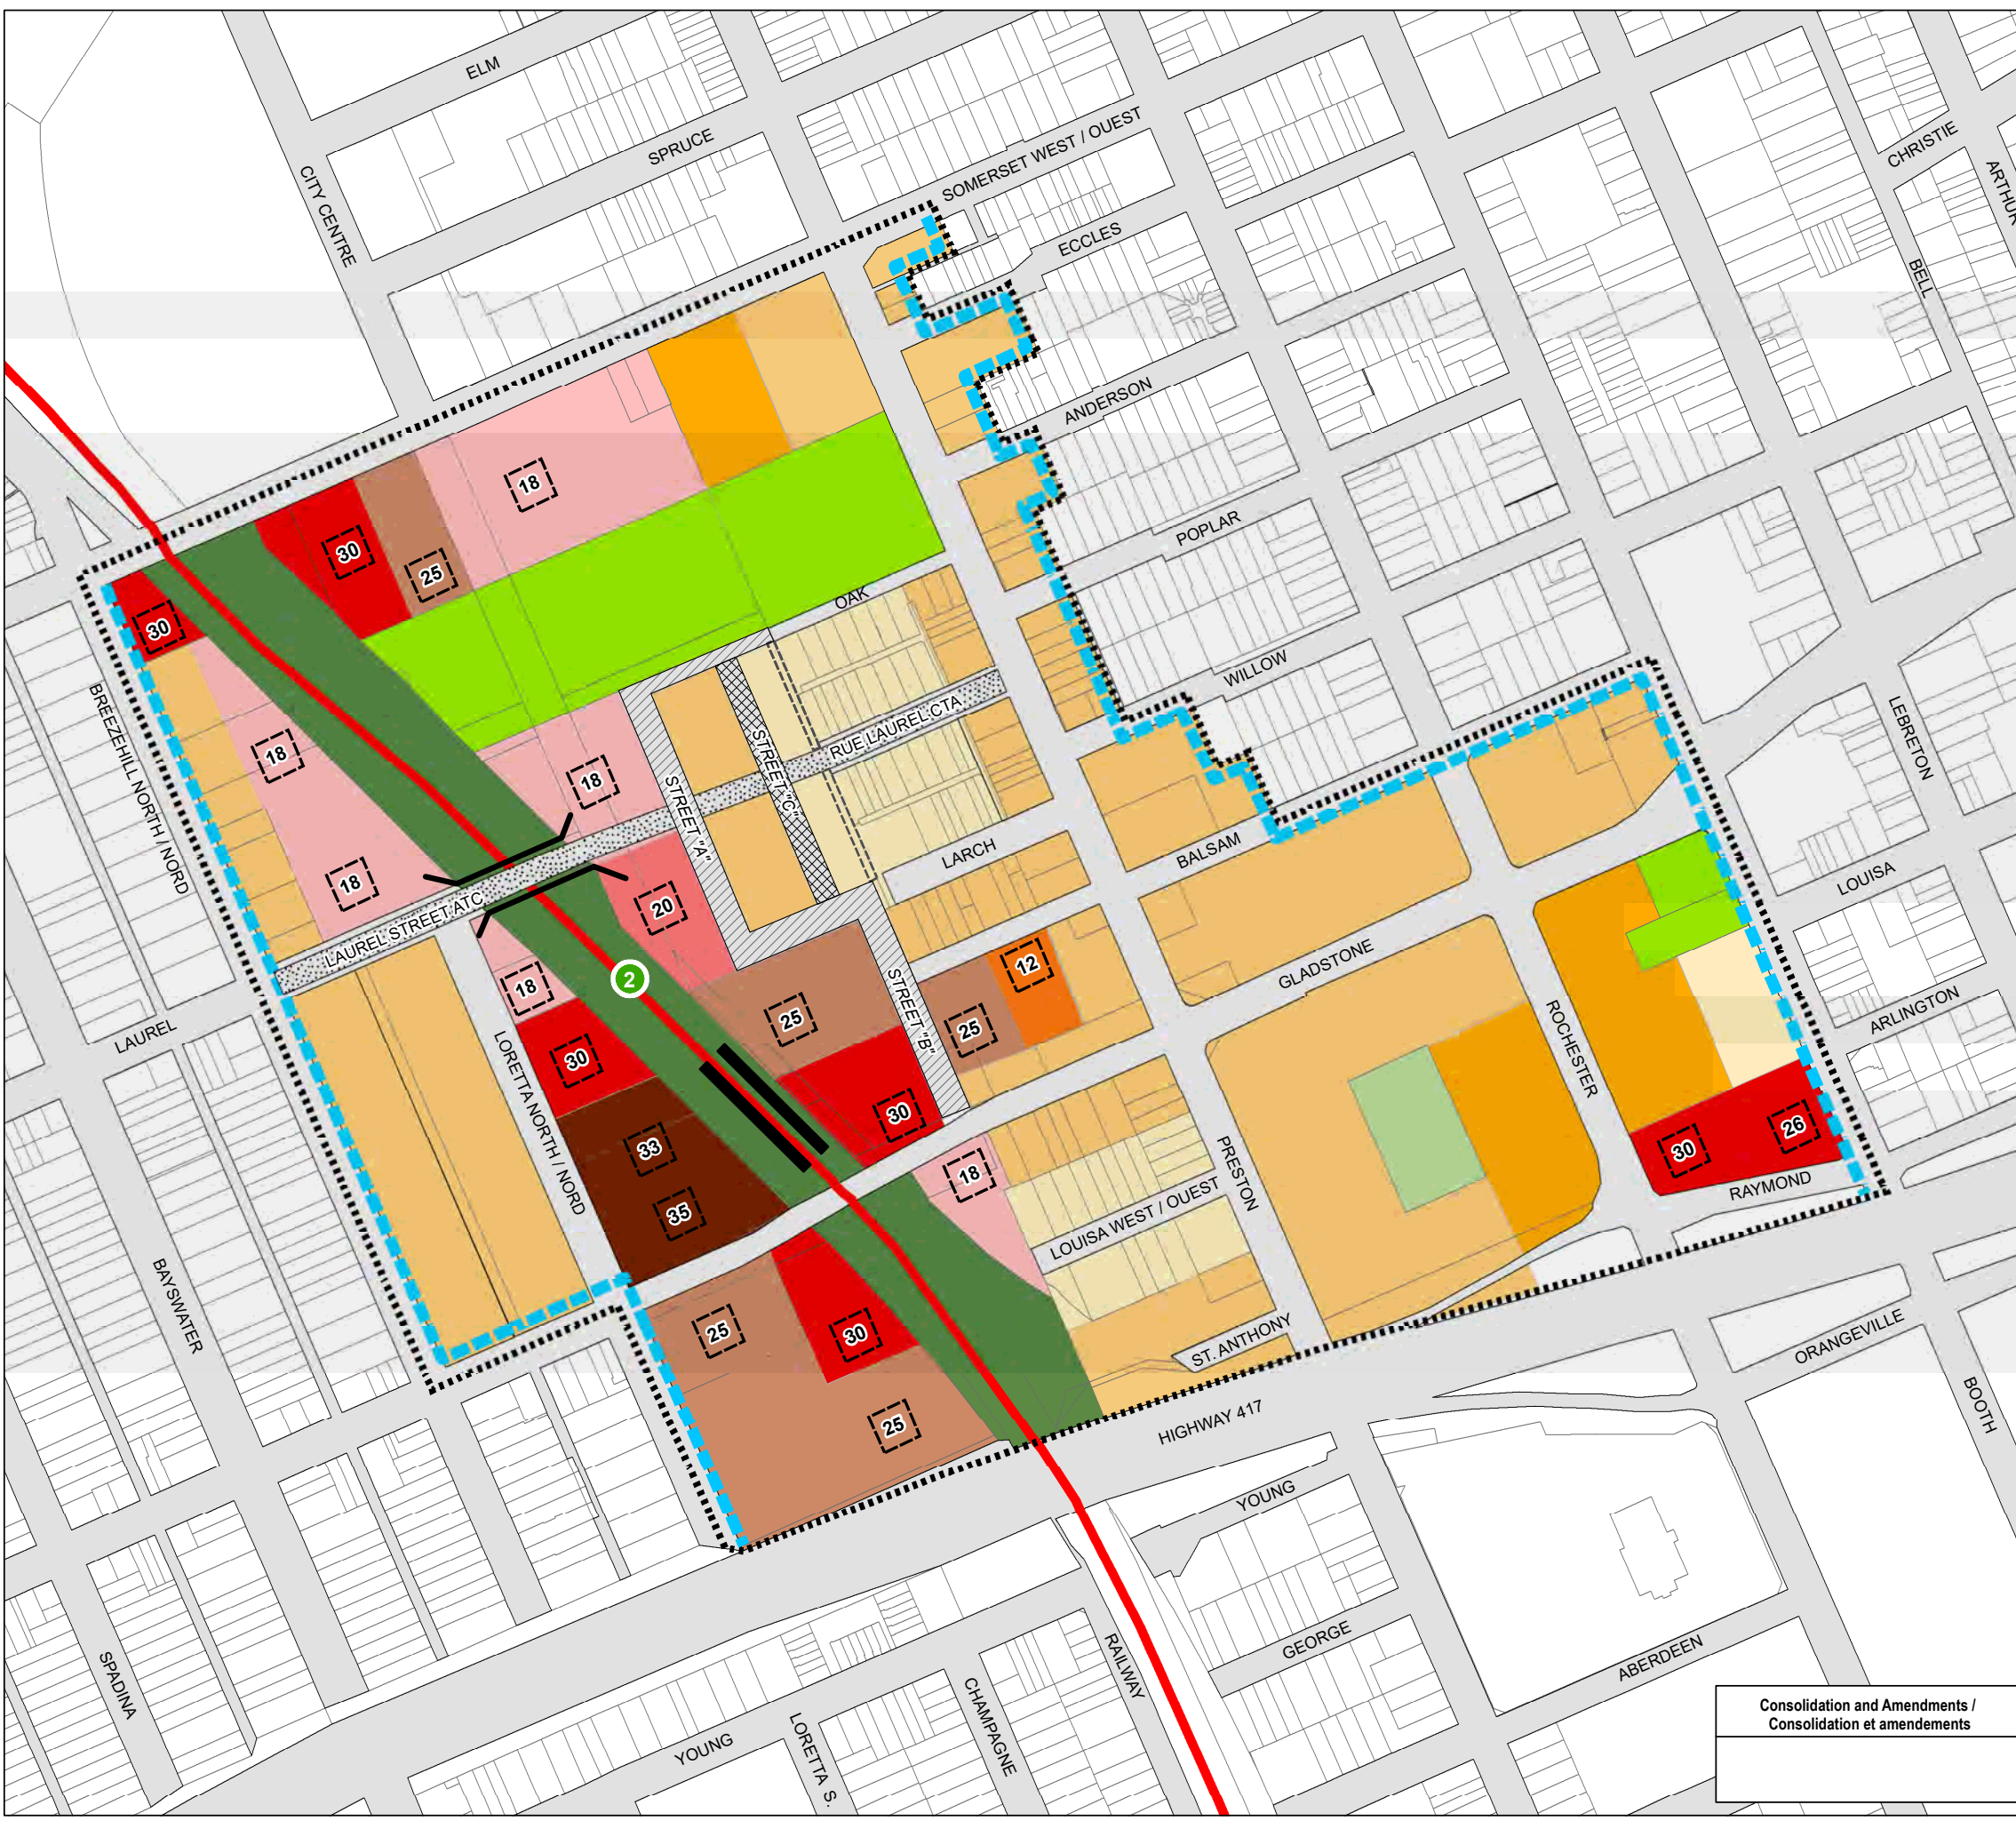 ELM
SPRUCE
CITY CENTRE
SOMERSET WEST / OUEST
ECCLES
CHRISTIE
BELL
ANDERSON
18
30
25
POPLAR
OAK
30
WILLOW
BREEZEHILL NORTH / NORD
18
18
STREET "A"
STREET "C"
RUE LAUREL CTA
LEBRETON
LARCH
BALSAM
LOUISA
18
20
LAUREL STREET ATC
GLADSTONE
12
2
18
25
25
STREET "B"
ROCHESTER
ARLINGTON
LAUREL
LORETTA NORTH / NORD
30
30
33
35
18
PRESTON
LOUISA WEST / OUEST
30
26
RAYMOND
BAYSWATER
25
30
25
ST. ANTHONY
HIGHWAY 417
ORANGEVILLE
BOOTH
YOUNG
GEORGE
ABERDEEN
SPADINA
RAILWAY
CHAMPAGNE
LORETTA S.
YOUNG
Consolidation and Amendments /
Consolidation et amendements